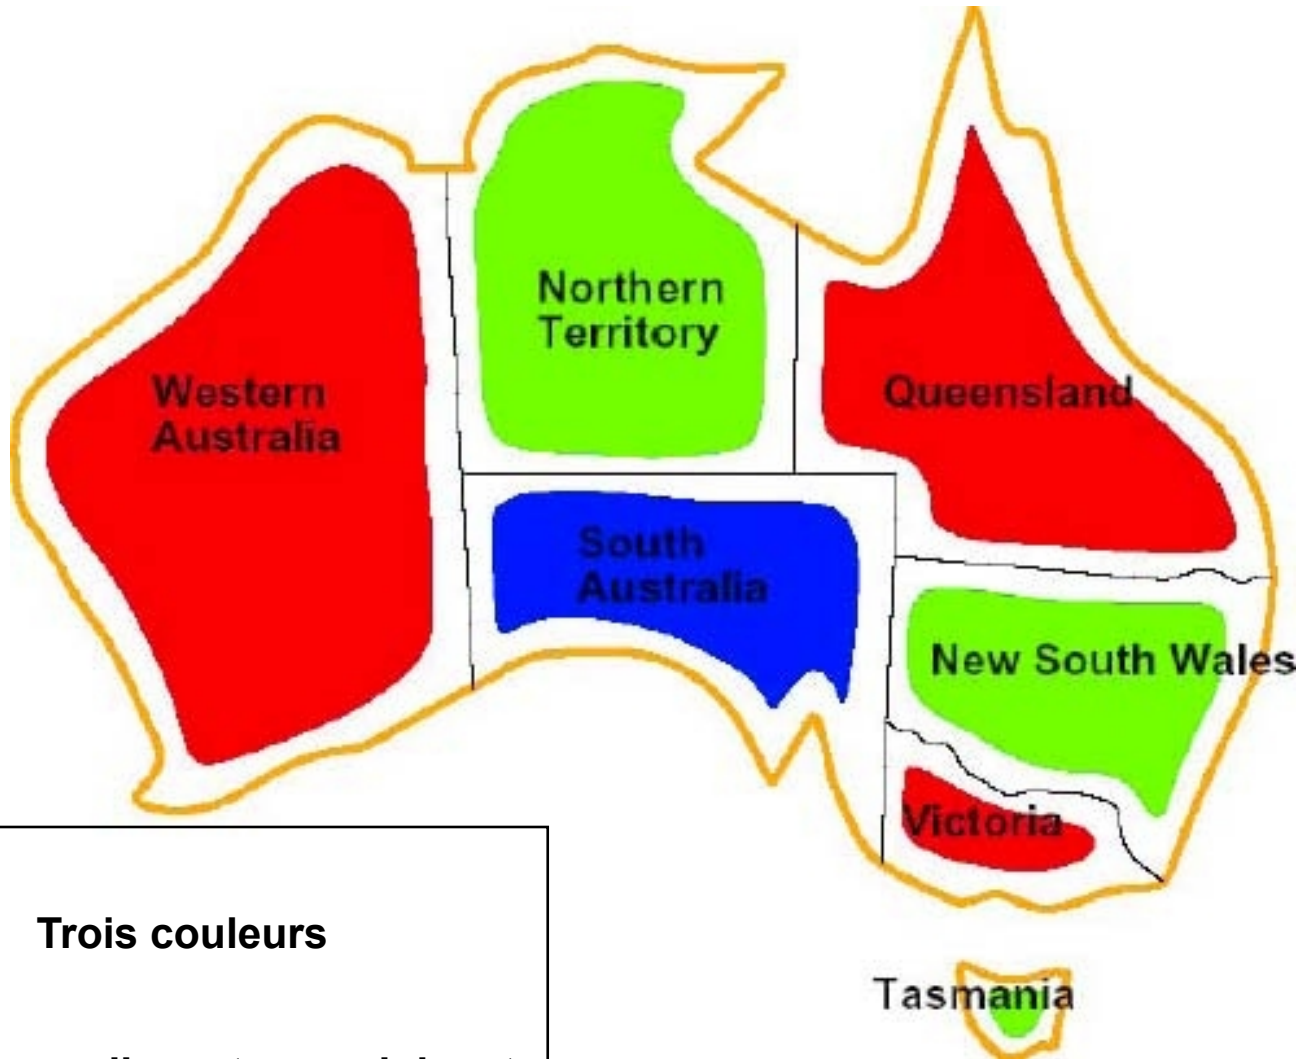 Northern
Territory
Western
Australia
Queensland
South
Australia
New South Wales
Victoria
Tasmania
Trois couleurs